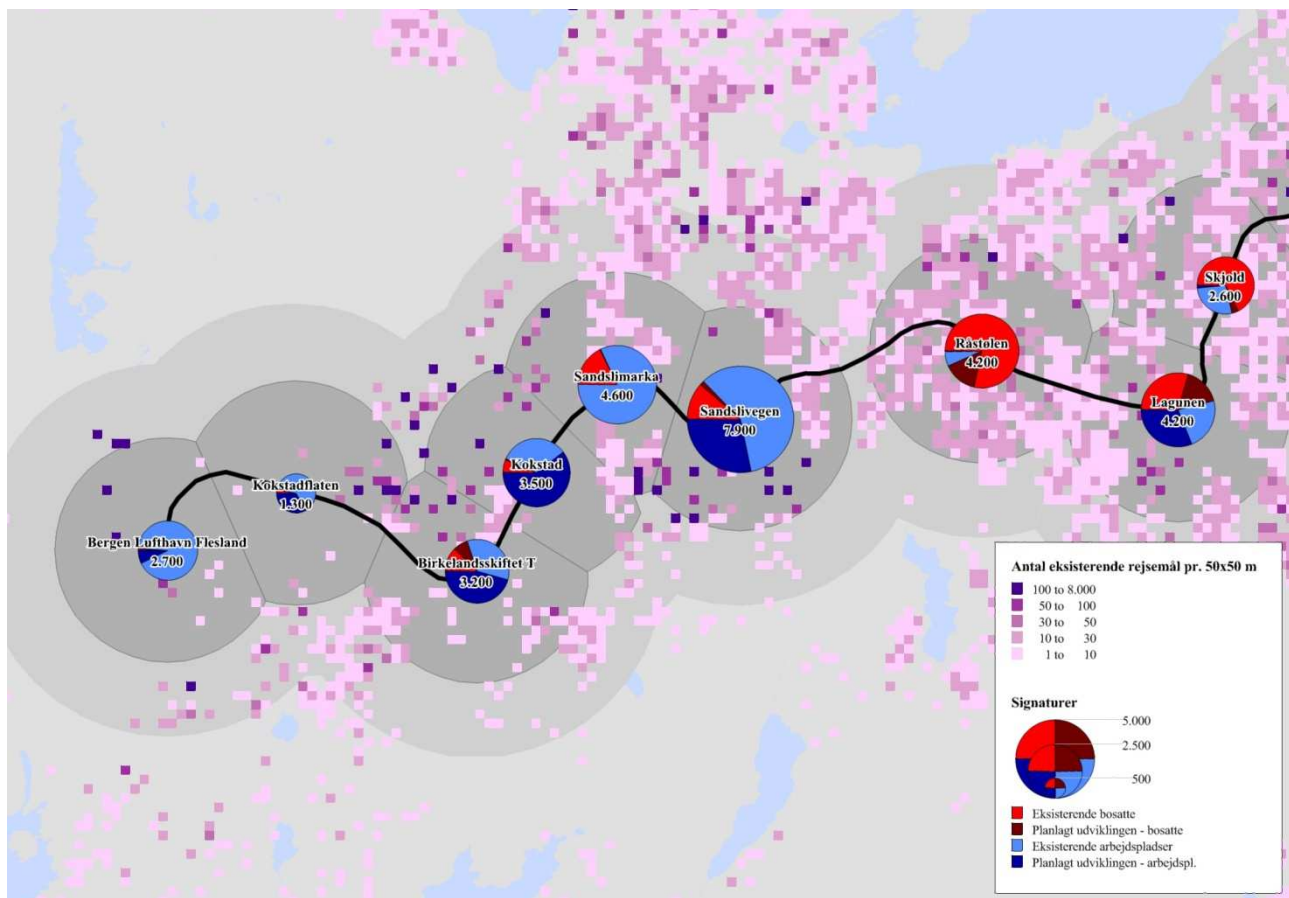 Skjold
2.600
Råstølen
4.200
Sandslimarka
4.600
Sandslivegen
7.900
Lagunen
4.200
Kokstad
3.500
Kokstadflaten
1.300
Bergen Lufthavn Flesland
2.700
Birkelandsskiftet T
3.200
Antal eksisterende rejsemål pr. 50x50 m
100 to 8.000
50 to 100
30 to 50
10 to 30
1 to 10
Signaturer
5.000
2.500
500
Eksisterende bosatte
Planlagt udviklingen - bosatte
Eksisterende arbejdspladser
Planlagt udviklingen - arbejdspl.